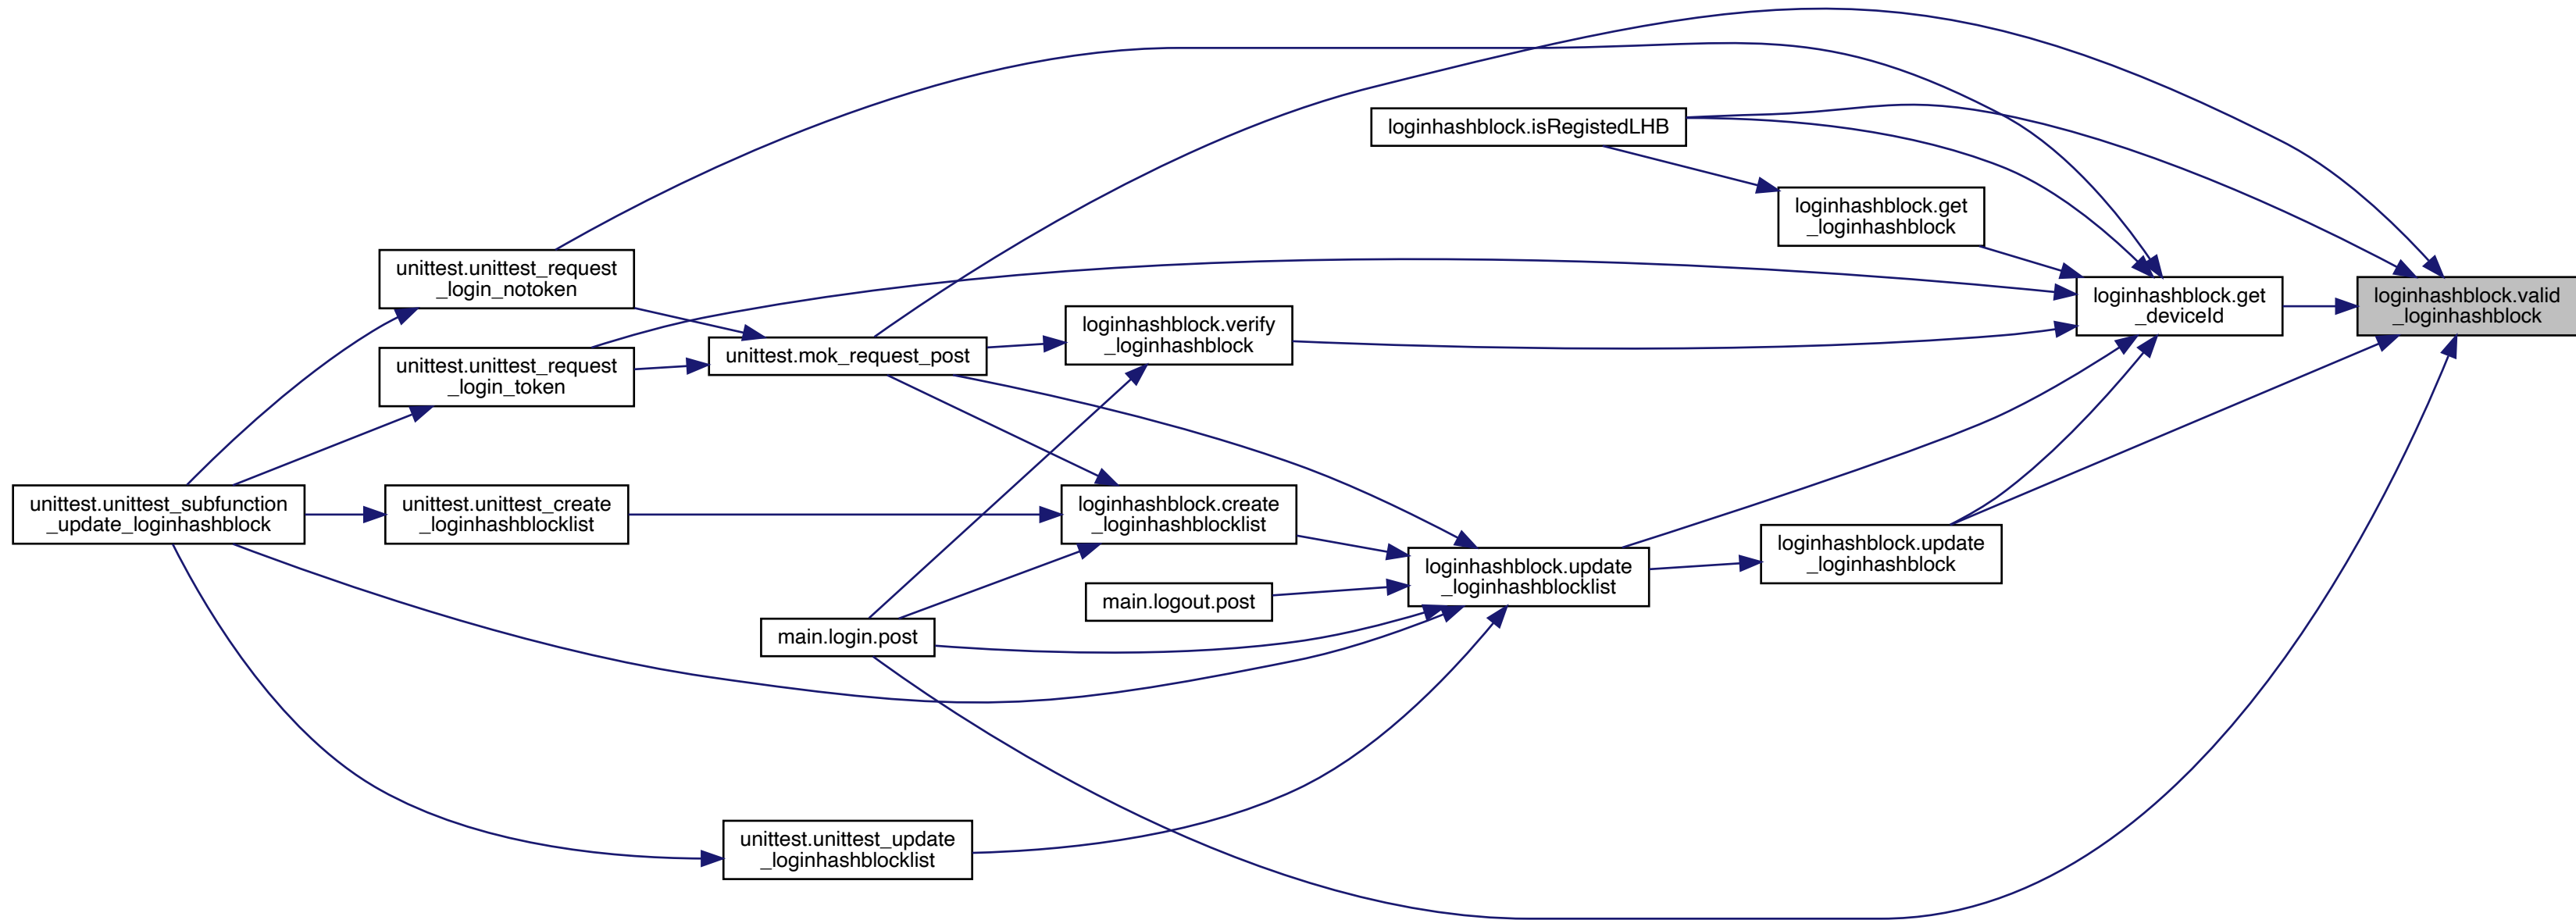 loginhashblock.isRegistedLHB
loginhashblock.get
_loginhashblock
unittest.unittest_request
_login_notoken
loginhashblock.get
_deviceId
loginhashblock.valid
_loginhashblock
loginhashblock.verify
_loginhashblock
unittest.mok_request_post
unittest.unittest_request
_login_token
unittest.unittest_subfunction
_update_loginhashblock
unittest.unittest_create
_loginhashblocklist
loginhashblock.create
_loginhashblocklist
loginhashblock.update
_loginhashblock
loginhashblock.update
_loginhashblocklist
main.logout.post
main.login.post
unittest.unittest_update
_loginhashblocklist